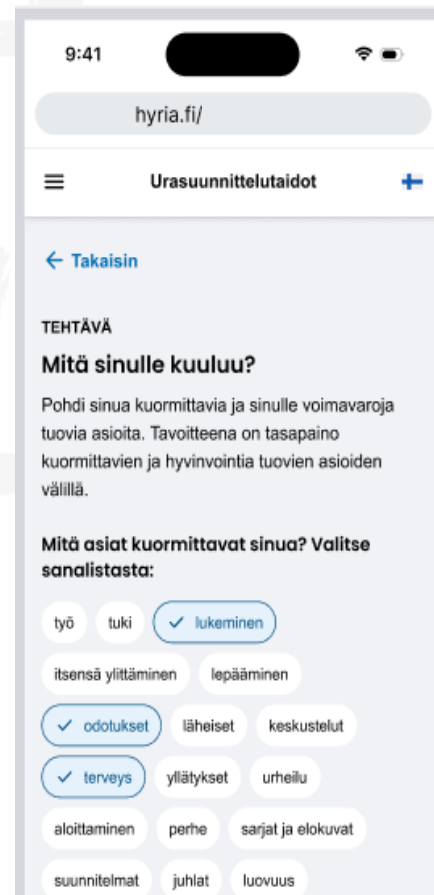 9:41
hyria.fi/
Urasuunnittelutaidot
← Takaisin
TEHTÄVÄ
Mitä sinulle kuuluu?
Pohdi sinua kuormittavia ja sinulle voimavaroja
tuovia asioita. Tavoitteena on tasapaino
kuormittavien ja hyvinvointia tuovien asioiden
välillä.
Mitä asiat kuormittavat sinua? Valitse
sanalistasta:
työ tuki ✓ lukeminen
itsensä ylittäminen lepääminen
✓ odotukset läheiset keskustelut
✓ terveys yllätykset urheilu
aloittaminen perhe sarjat ja elokuvat
suunnitelmat juhlat luovuus